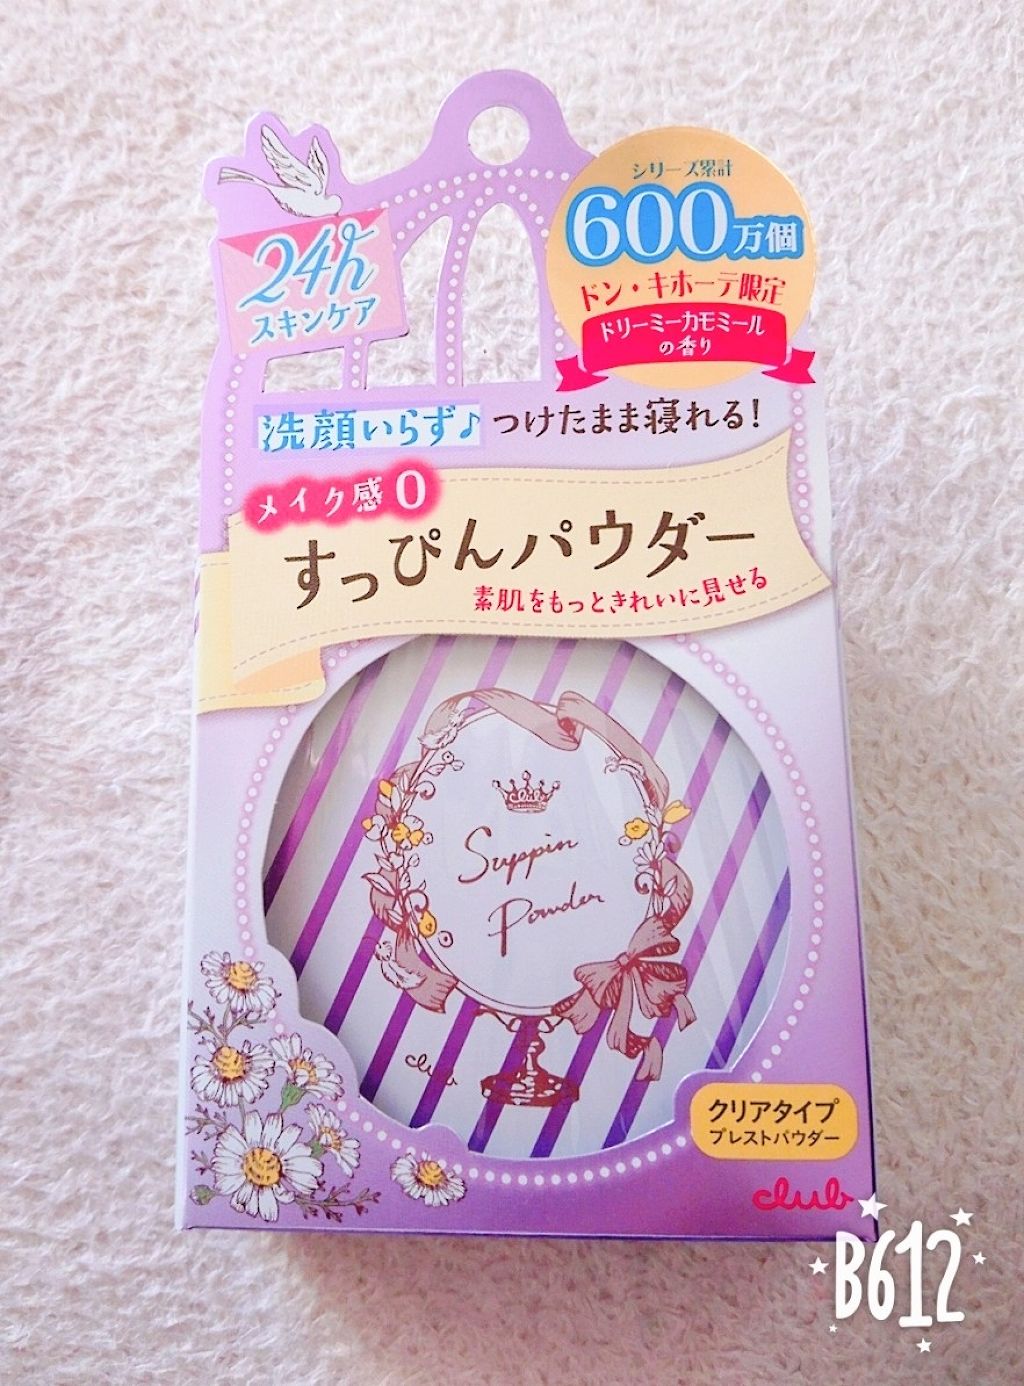 シリーズ累計
600万個
ドン・キホーテ限定
ドリーミーカモミール
の香り
24h
スキンケア
洗顔いらず♪つけたまま寝れる!
メイク感0
すっぴんパウダー
素肌をもっときれいに見せる
club
Suppin
Powder
club
クリアタイプ
プレストパウダー
club
B612